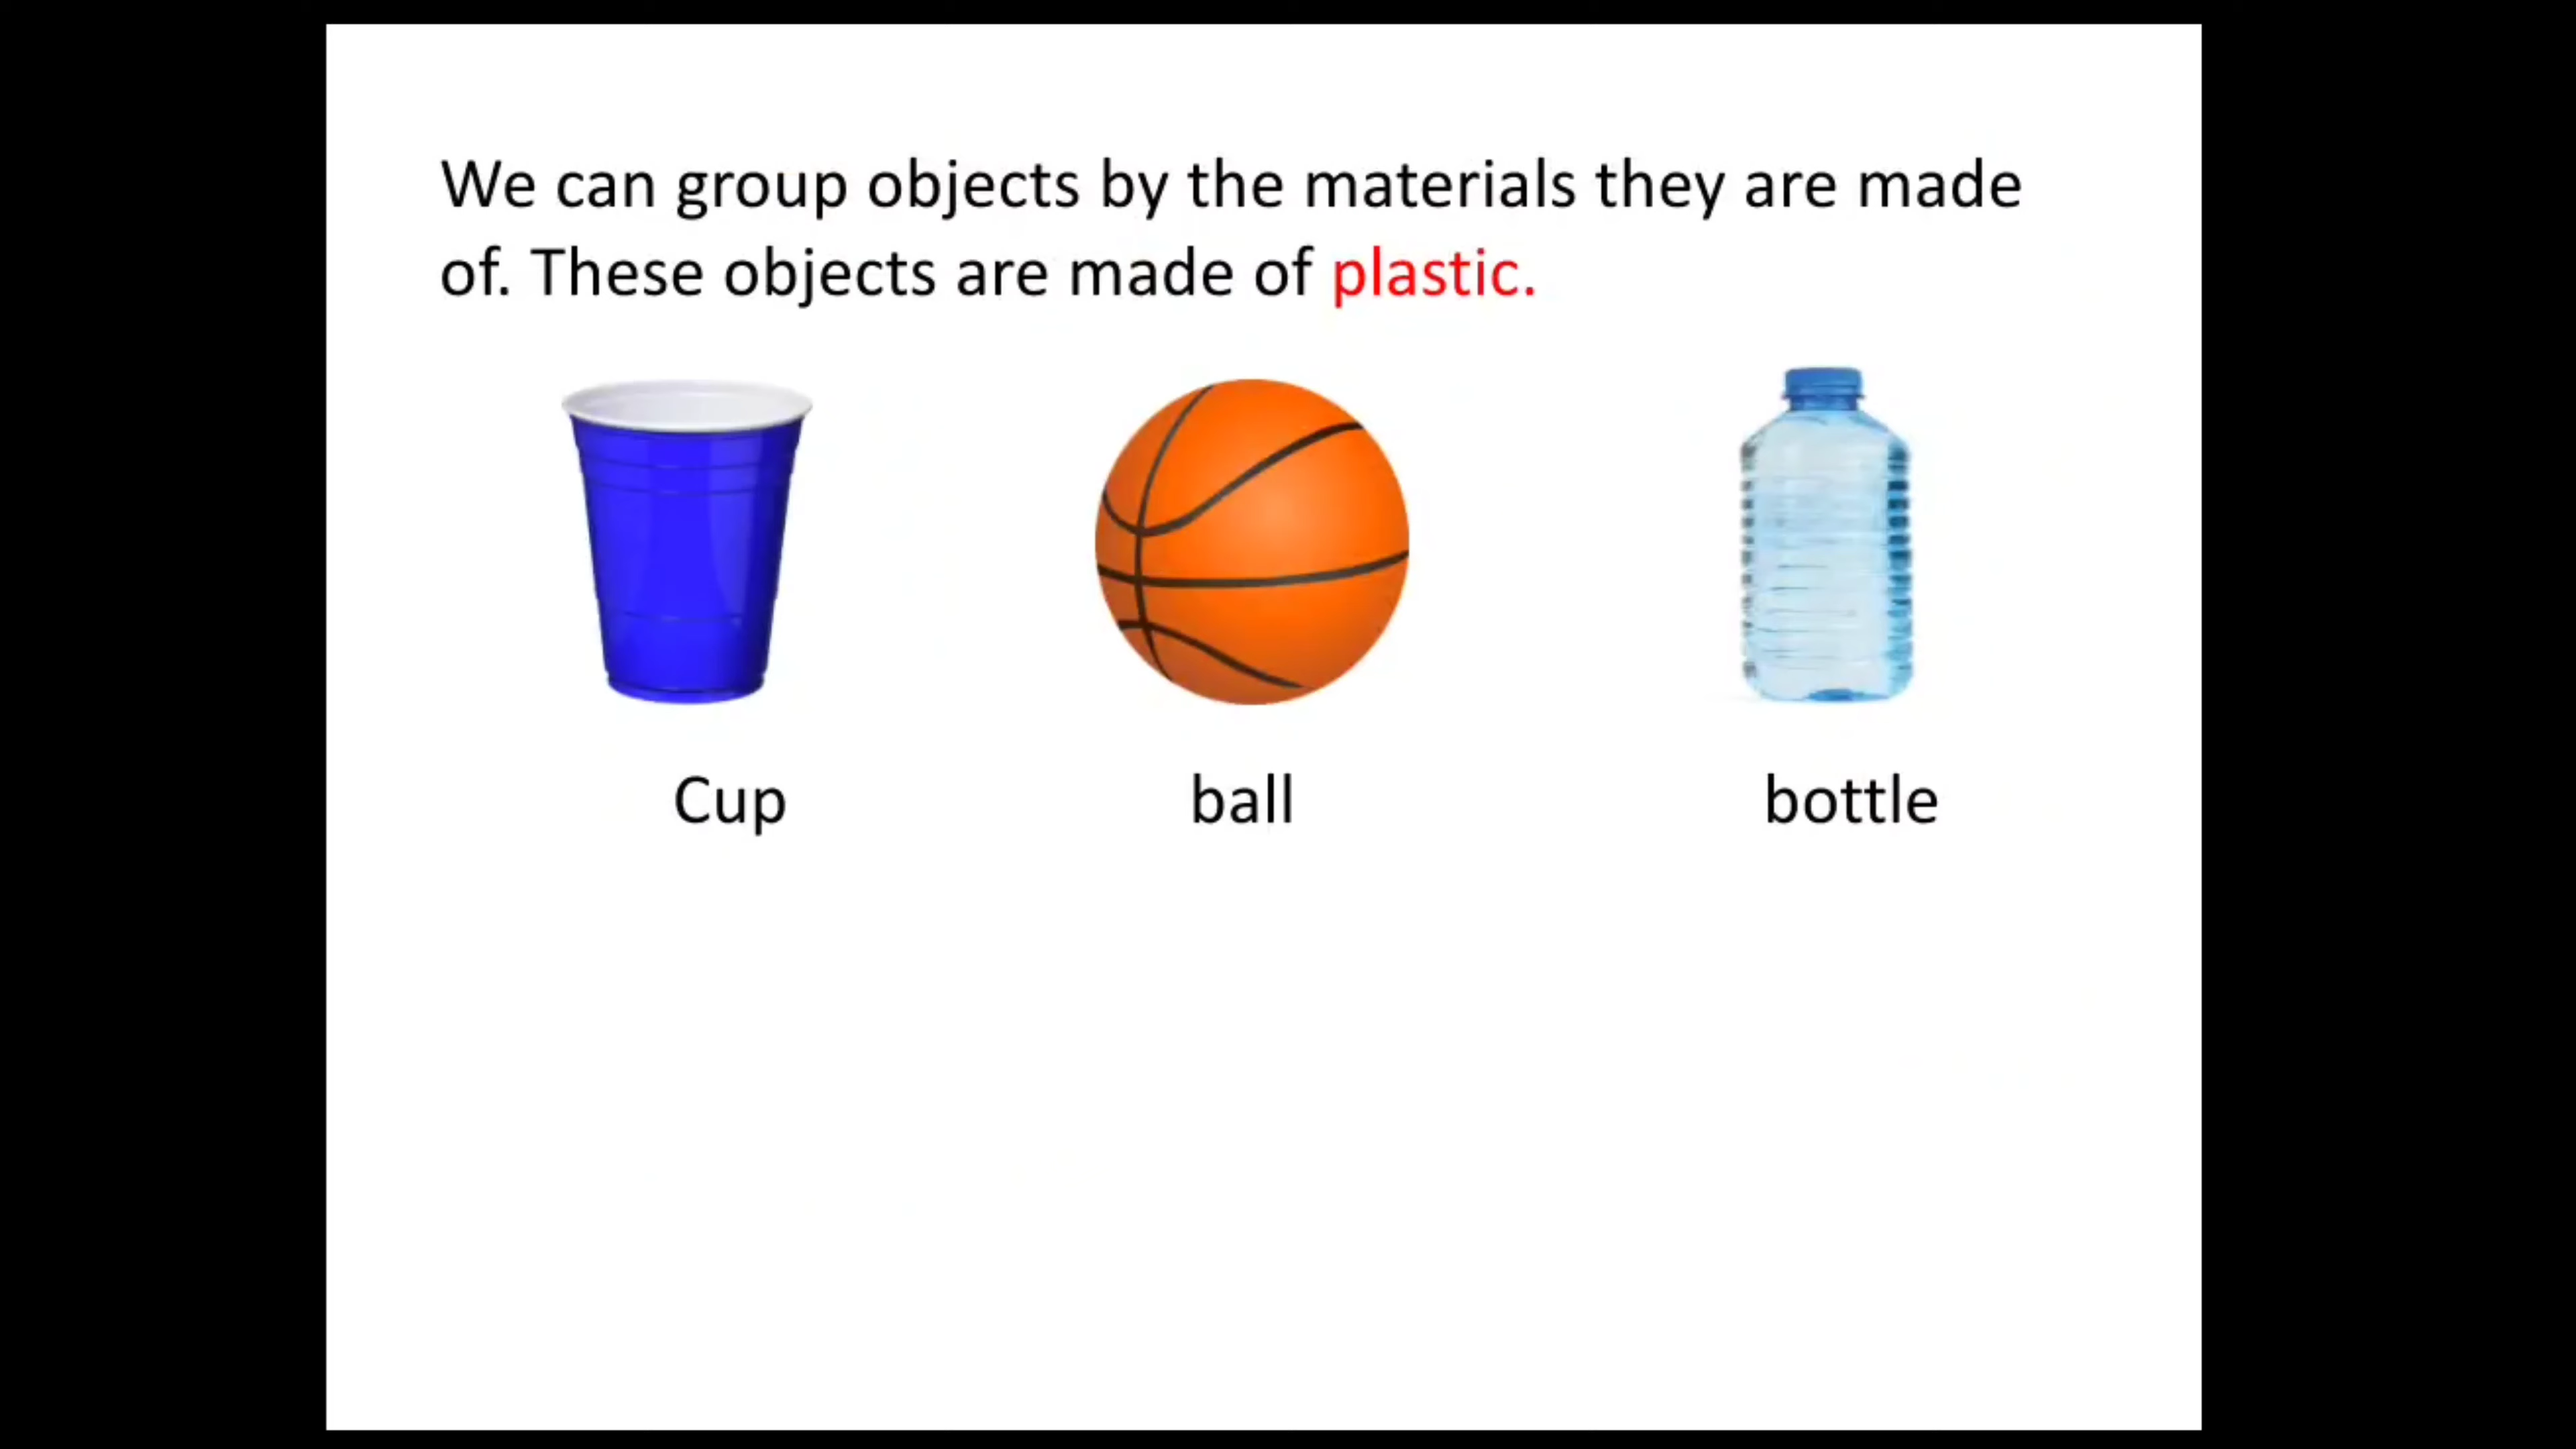 We can group objects by the materials they are made
of. These objects are made of plastic.
Cup ball bottle